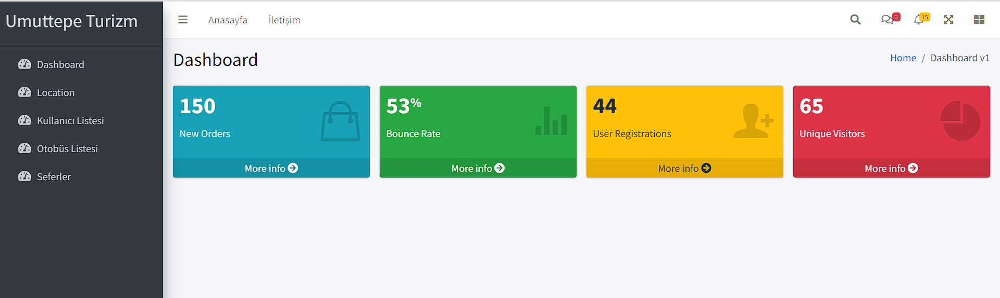 Umuttepe Turizm
Anasayfa İletişim 3 15
Dashboard
Location
Kullanıcı Listesi
Otobüs Listesi
Seferler
Dashboard
Home / Dashboard v1
150
New Orders
More info
53%
Bounce Rate
More info
44
User Registrations
More info
65
Unique Visitors
More info